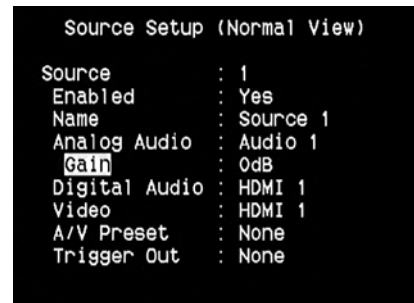 Source Setup (Normal View)
Source : 1
Enabled : Yes
Name : Source 1
Analog Audio : Audio 1
Gain : 0dB
Digital Audio : HDMI 1
Video : HDMI 1
A/V Preset : None
Trigger Out : None